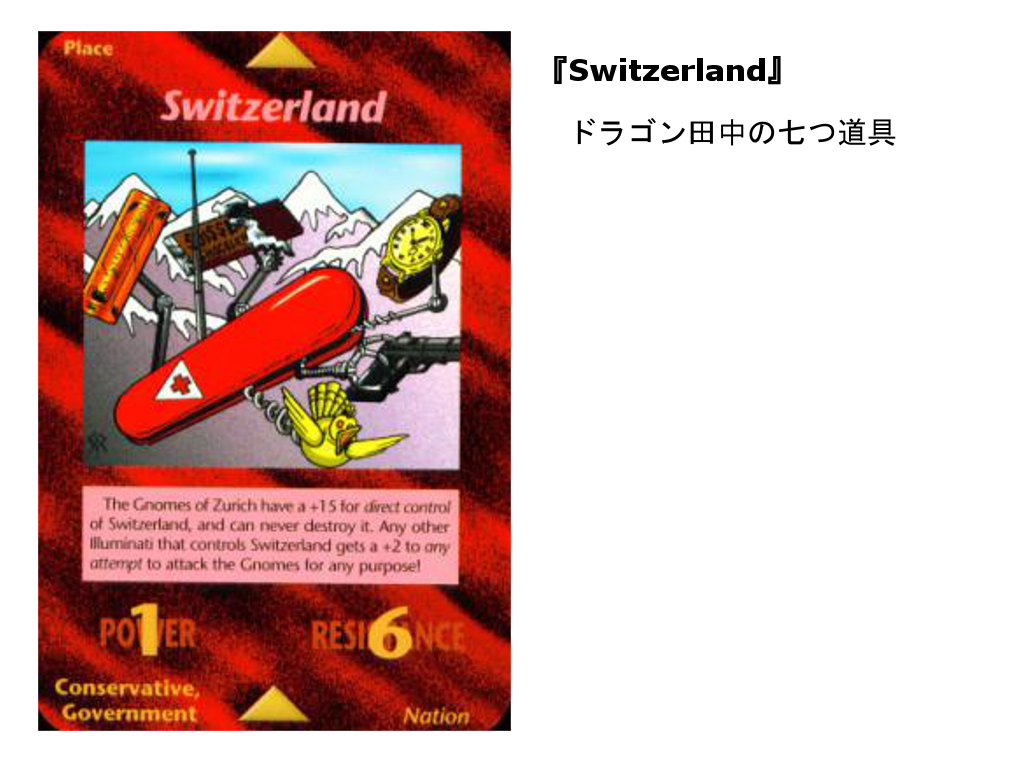 Place
Switzerland
The Gnomes of Zurich have a +15 for direct control
of Switzerland, and can never destroy it. Any other
Illuminati that controls Switzerland gets a +2 to any
attempt to attack the Gnomes for any purpose!
POWER 1
RESISTANCE 6
Conservative,
Government
Nation
『Switzerland』
ドラゴン田中の七つ道具